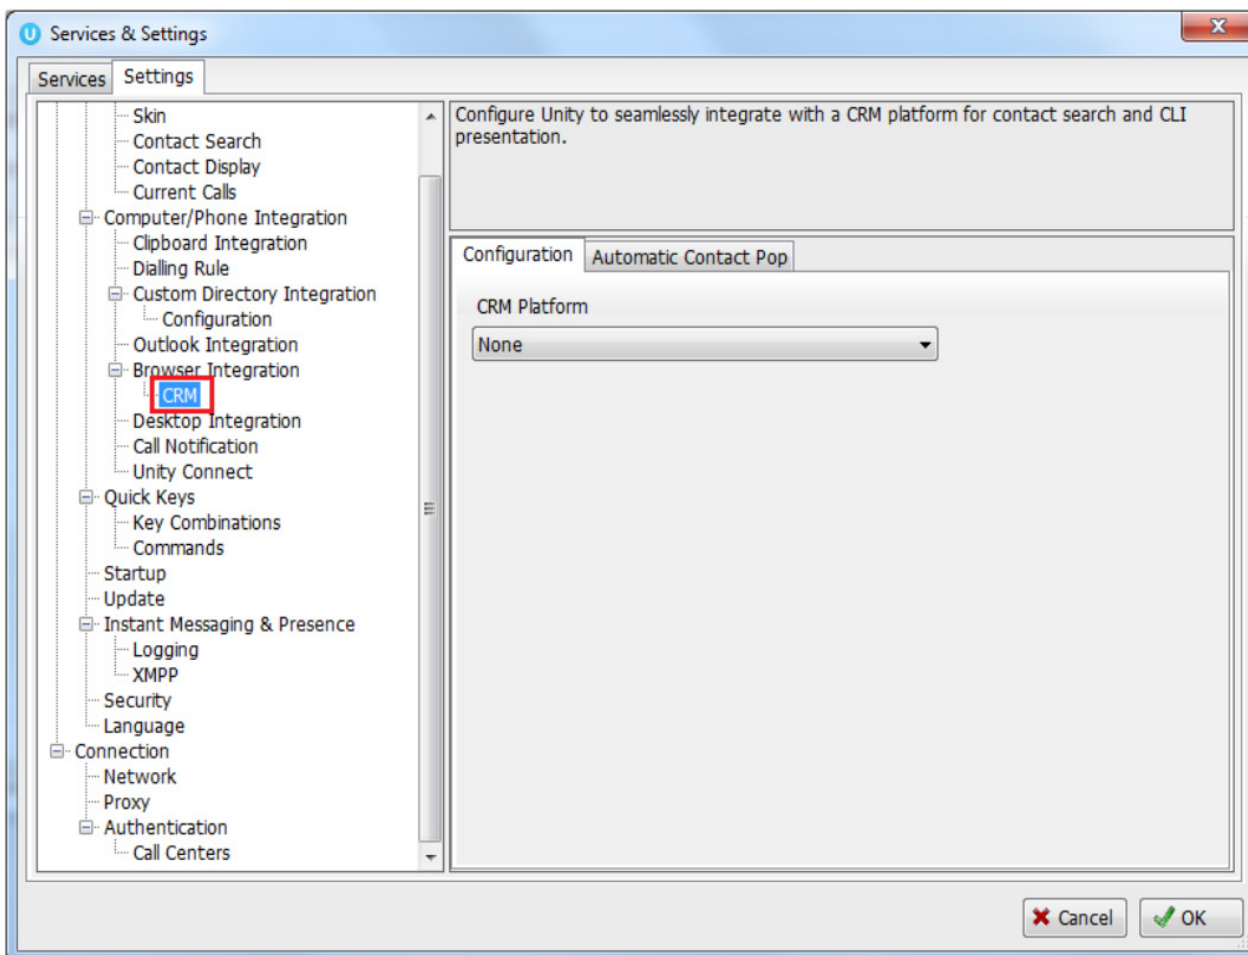 Services & Settings
Services
Settings
Skin
Contact Search
Contact Display
Current Calls
Computer/Phone Integration
Clipboard Integration
Dialling Rule
Custom Directory Integration
Configuration
Outlook Integration
Browser Integration
CRM
Desktop Integration
Call Notification
Unity Connect
Quick Keys
Key Combinations
Commands
Startup
Update
Instant Messaging & Presence
Logging
XMPP
Security
Language
Connection
Network
Proxy
Authentication
Call Centers
Configure Unity to seamlessly integrate with a CRM platform for contact search and CLI
presentation.
Configuration
Automatic Contact Pop
CRM Platform
None
Cancel
OK